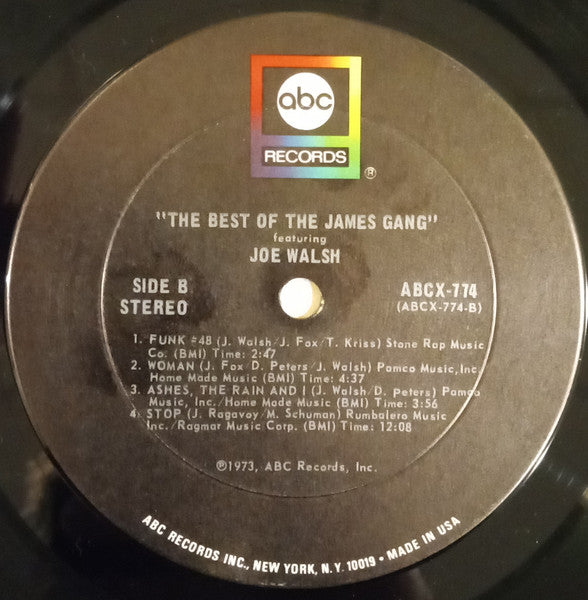 abc
RECORDS
®
"THE BEST OF THE JAMES GANG"
featuring
JOE WALSH
SIDE B
STEREO
ABCX-774
(ABCX-774-B)
1. FUNK #48 (J. Walsh/J. Fox/T. Kriss) Stone Rap Music
Co. (BMI) Time: 2:47
2. WOMAN (J. Fox/D. Peters/J. Walsh) Pamco Music,Inc.
Home Made Music (BMI) Time: 4:37
3. ASHES, THE RAIN AND I (J. Walsh/D. Peters) Pamco
Music, Inc./Home Made Music (BMI) Time: 3:56
4. STOP (J. Ragavoy/M. Schuman) Rumbalero Music
Inc./Ragmar Music Corp. (BMI) Time: 12:08
℗1973, ABC Records, Inc.
ABC RECORDS INC., NEW YORK, N.Y. 10019 • MADE IN USA